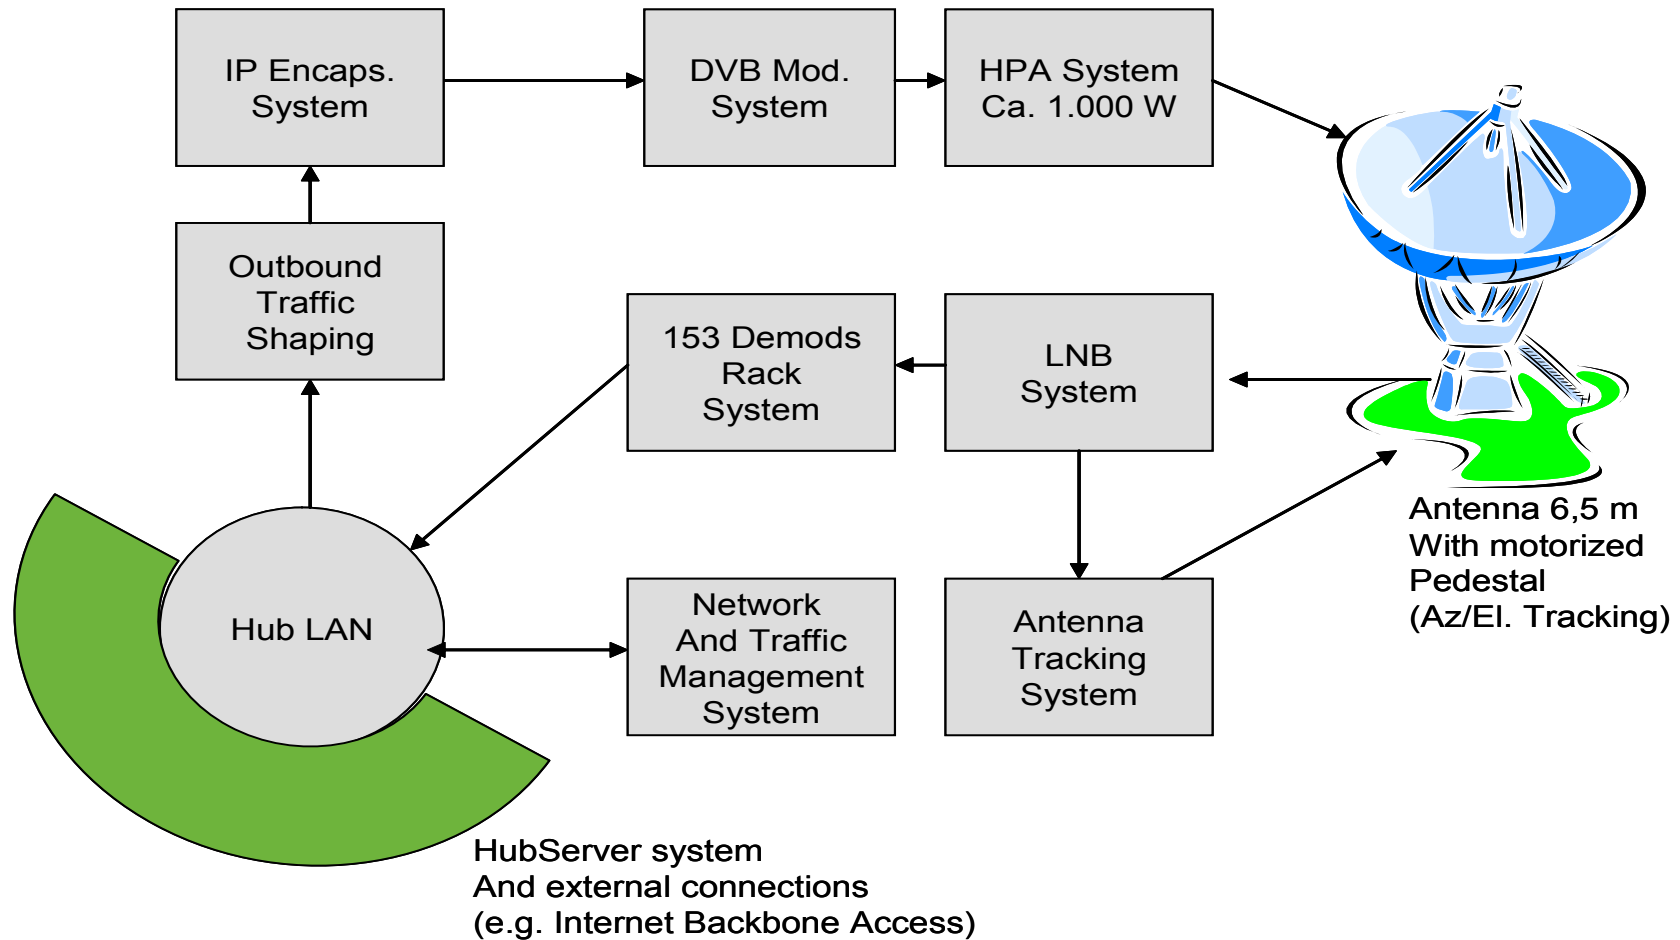 IP Encaps.
System
DVB Mod.
System
HPA System
Ca. 1.000 W
Outbound
Traffic
Shaping
153 Demods
Rack
System
LNB
System
Antenna 6,5 m
With motorized
Pedestal
(Az/El. Tracking)
Hub LAN
Network
And Traffic
Management
System
Antenna
Tracking
System
HubServer system
And external connections
(e.g. Internet Backbone Access)